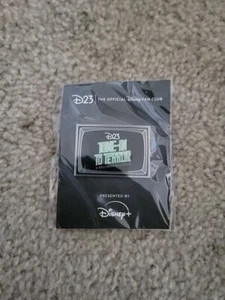 D23 THE OFFICIAL DISNEY FAN CLUB
D23
TUNE-IN
TO TERROR
PRESENTED BY
Disney+